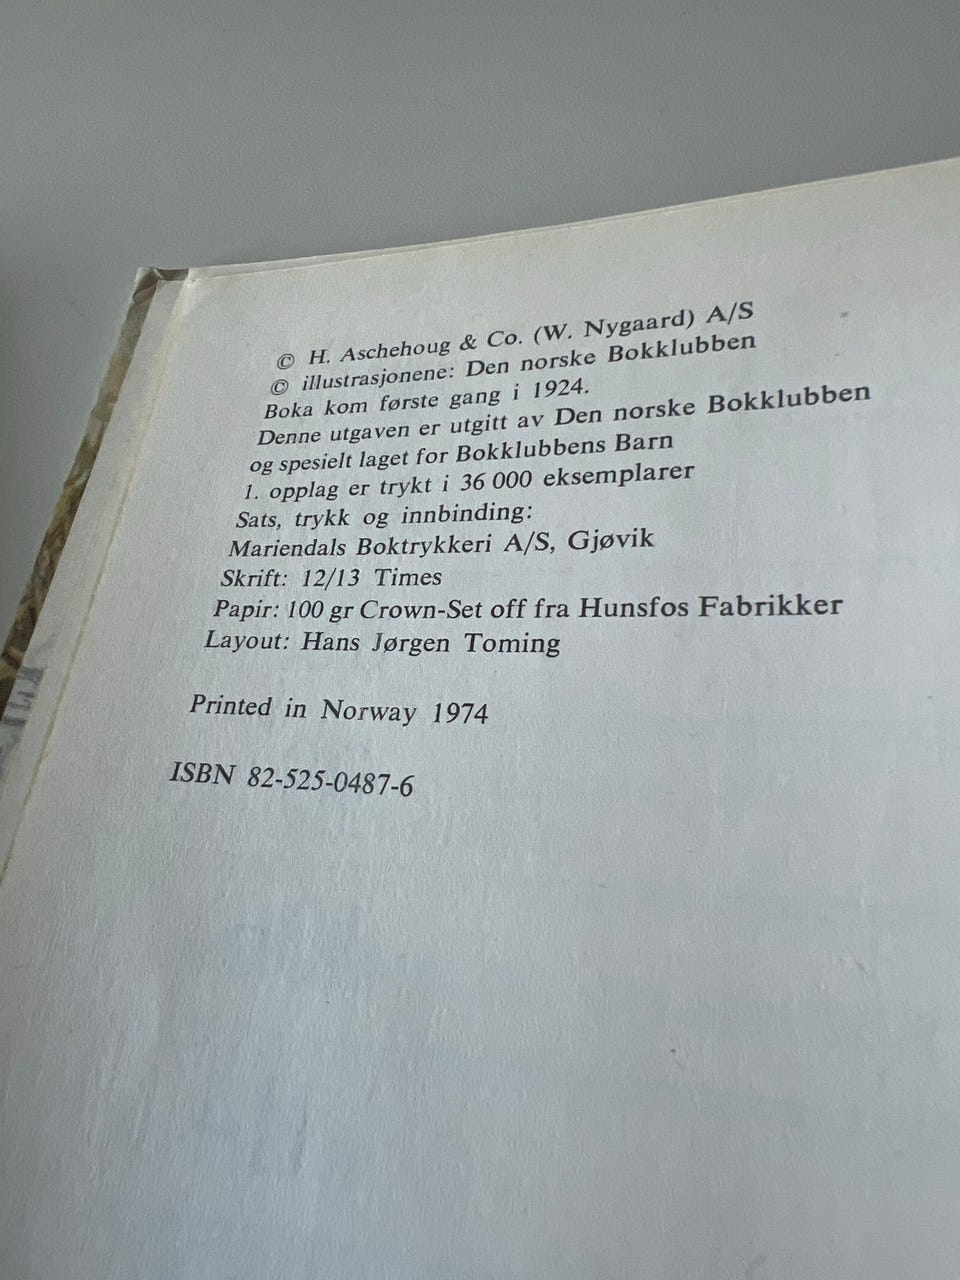 © H. Aschehoug & Co. (W. Nygaard) A/S
© illustrasjonene: Den norske Bokklubben
Boka kom første gang i 1924.
Denne utgaven er utgitt av Den norske Bokklubben
og spesielt laget for Bokklubbens Barn
1. opplag er trykt i 36 000 eksemplarer
Sats, trykk og innbinding:
Mariendals Boktrykkeri A/S, Gjøvik
Skrift: 12/13 Times
Papir: 100 gr Crown-Set off fra Hunsfos Fabrikker
Layout: Hans Jørgen Toming
Printed in Norway 1974
ISBN 82-525-0487-6